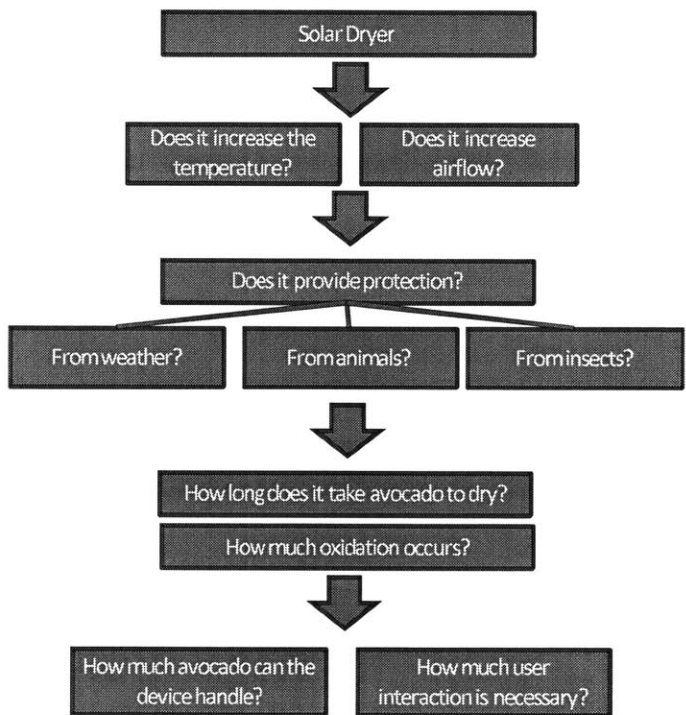 Solar Dryer
Does it increase the
temperature?
Does it increase
airflow?
Does it provide protection?
From weather?
From animals?
From insects?
How long does it take avocado to dry?
How much oxidation occurs?
How much avocado can the
device handle?
How much user
interaction is necessary?